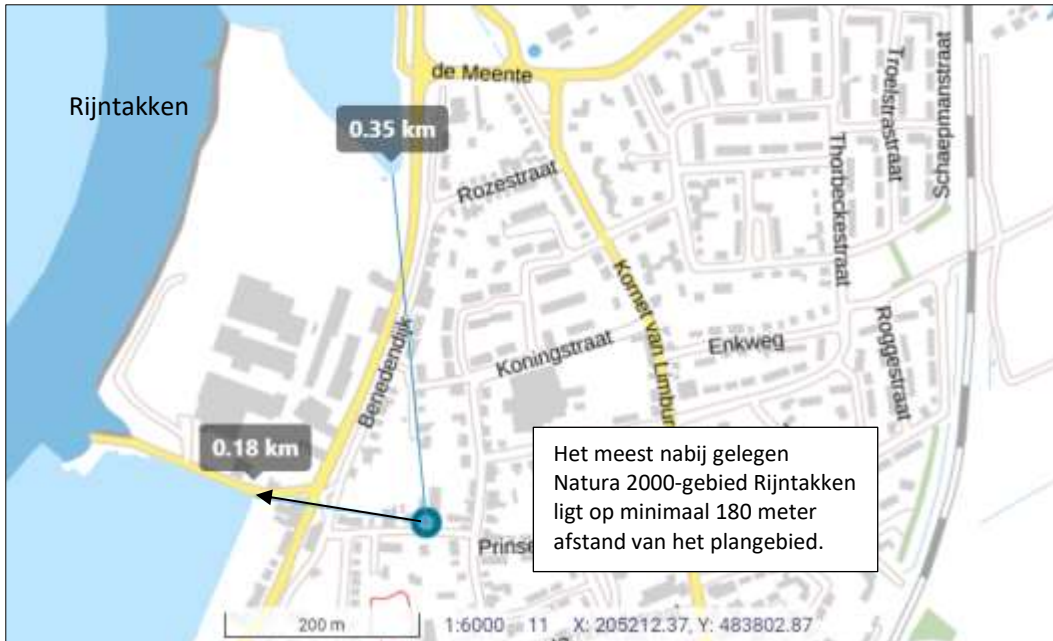 de Meente
Rijntakken
0.35 km
Rozestraat
Troelstrastraat
Schaepmanstraat
Thorbeckestraat
Kornet van Limbur
Benedendijk
Koningstraat
Enkweg
Roggestraat
0.18 km
Het meest nabij gelegen
Natura 2000-gebied Rijntakken
ligt op minimaal 180 meter
afstand van het plangebied.
Prinse
200 m
1:6000 11 X: 205212.37, Y: 483802.87